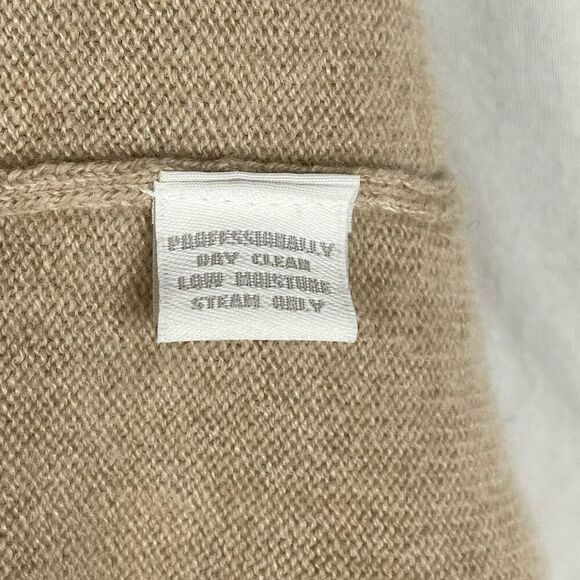 PROFESSIONALLY
DRY CLEAN
LOW MOISTURE
STEAM ONLY